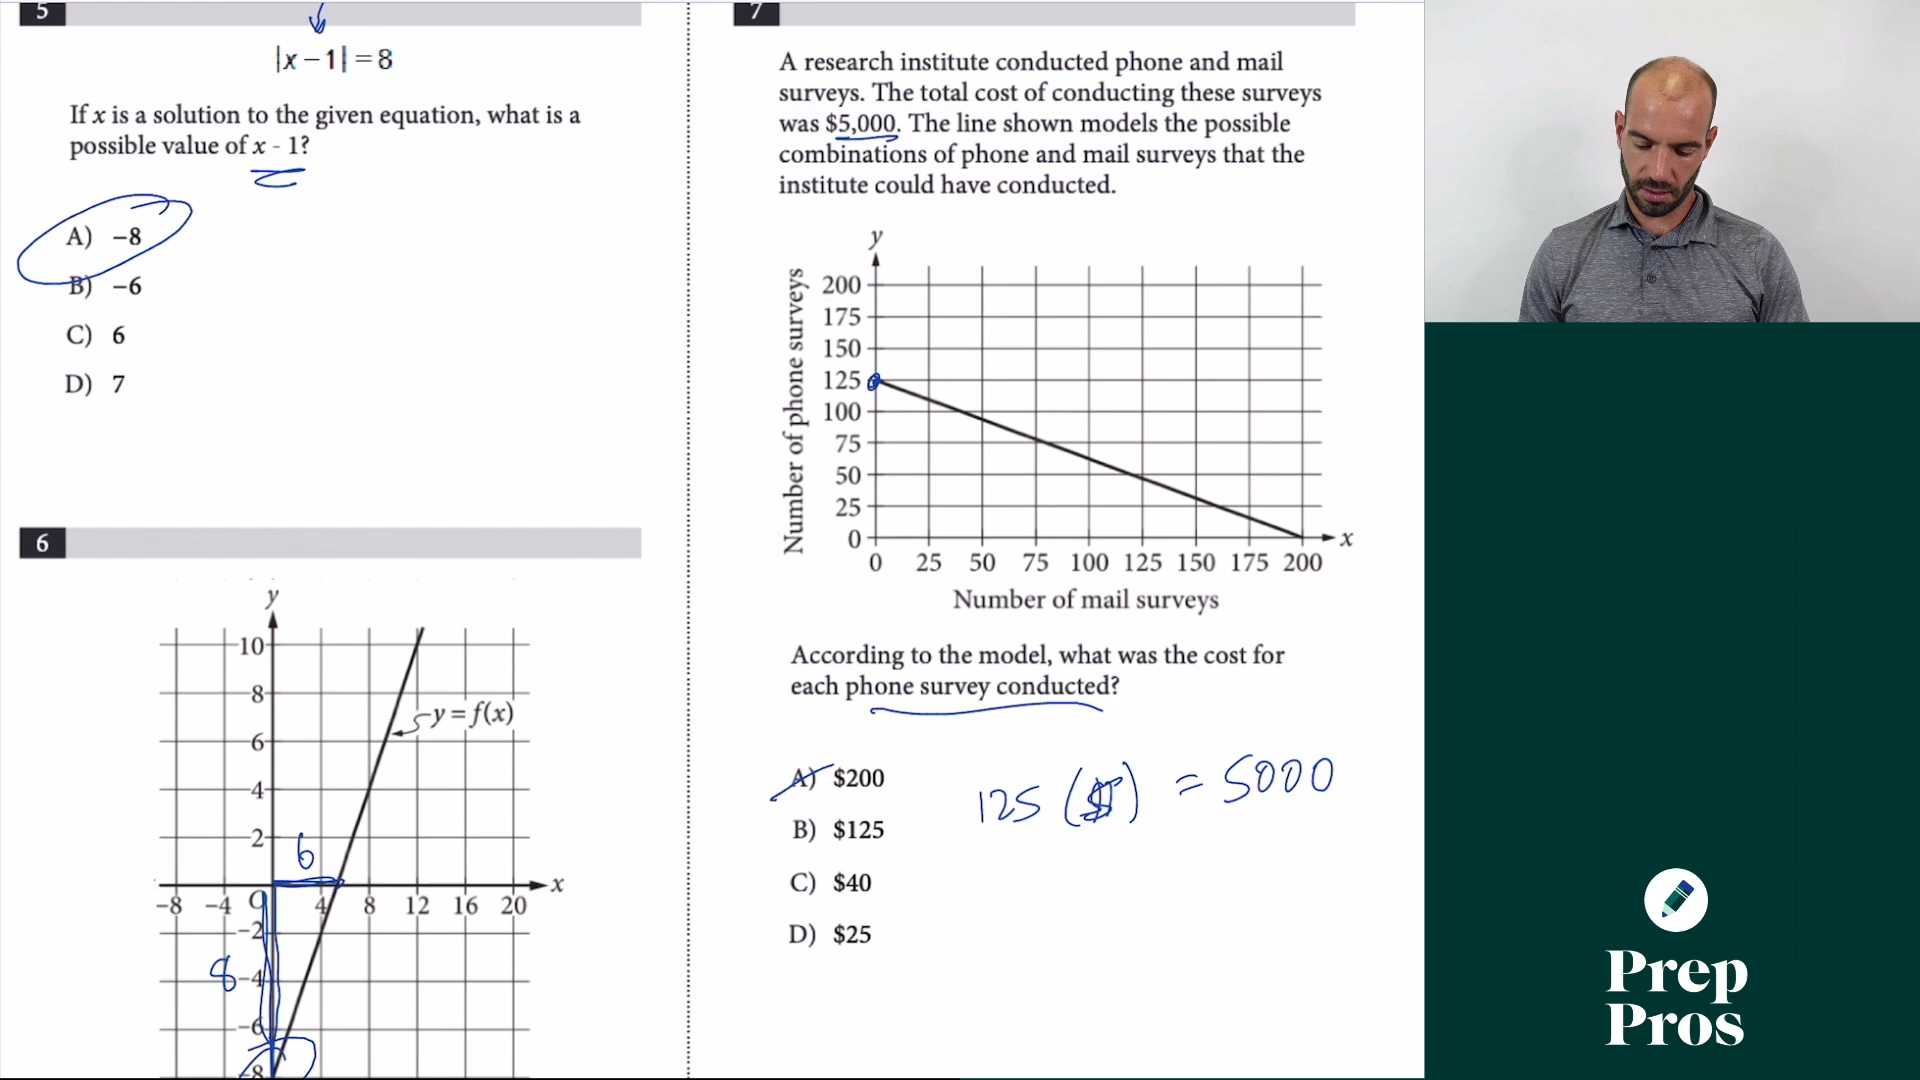 5
|x − 1| = 8
If x is a solution to the given equation, what is a
possible value of x - 1?
A) −8
B) −6
C) 6
D) 7
6
y
10
8
6
4
2
y = f(x)
−8 −4 O 4 8 12 16 20 x
−2
−4
−6
−8
6
8
7
A research institute conducted phone and mail
surveys. The total cost of conducting these surveys
was $5,000. The line shown models the possible
combinations of phone and mail surveys that the
institute could have conducted.
y
Number of phone surveys
200
175
150
125
100
75
50
25
0
x
0 25 50 75 100 125 150 175 200
Number of mail surveys
According to the model, what was the cost for
each phone survey conducted?
A) $200
B) $125
C) $40
D) $25
125 ($) = 5000
Prep
Pros